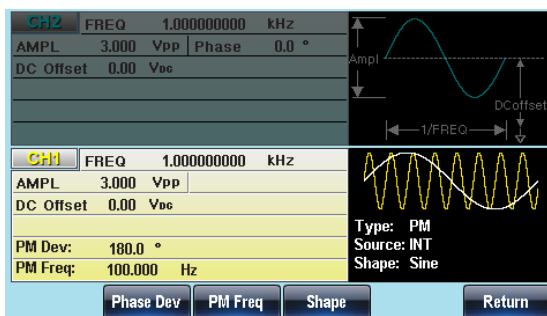 CH2 FREQ 1.000000000 kHz
AMPL 3.000 Vpp Phase 0.0 °
DC Offset 0.00 VDC
Ampl
DCoffset
1/FREQ
CH1 FREQ 1.000000000 kHz
AMPL 3.000 Vpp
DC Offset 0.00 VDC
PM Dev: 180.0 °
PM Freq: 100.000 Hz
Type: PM
Source: INT
Shape: Sine
Phase Dev PM Freq Shape Return